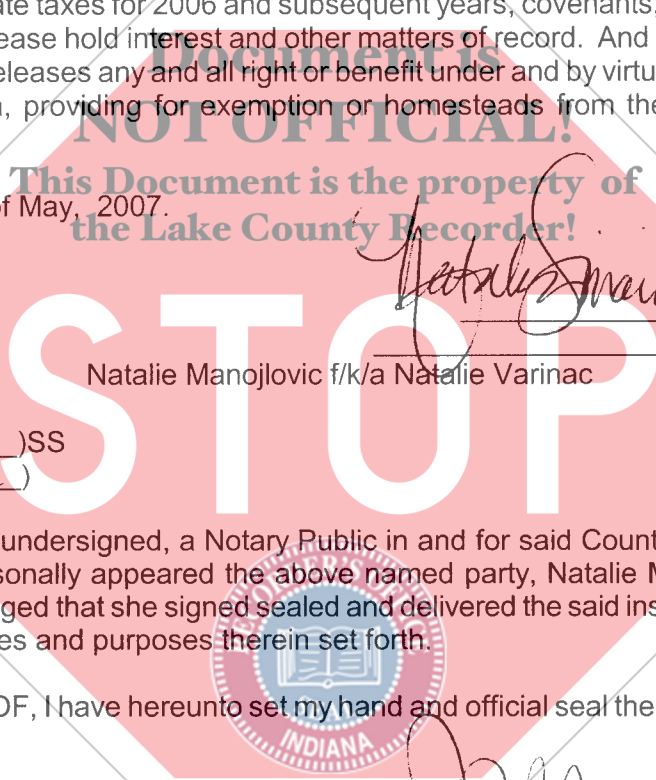 ate taxes for 2006 and subsequent years, covenants,
ease hold interest and other matters of record. And
Document is
eleases any and all right or benefit under and by virtu
, providing for exemption or homesteads from the
NOT OFFICIAL!
This Document is the property of
f May, 2007.
the Lake County Recorder!
Natalie
STOP
Natalie Manojlovic f/k/a Natalie Varinac
)SS
)
undersigned, a Notary Public in and for said Count
sonally appeared the above named party, Natalie M
ged that she signed sealed and delivered the said ins
es and purposes therein set forth.
RECORDER'S OFFICE
OF, I have hereunto set my hand and official seal the
INDIANA